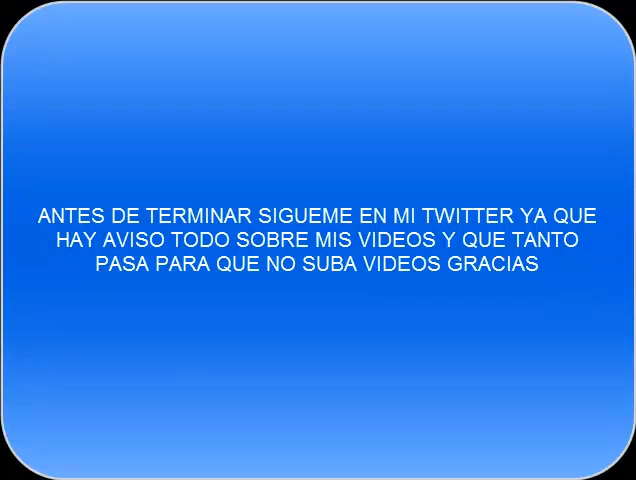 ANTES DE TERMINAR SIGUEME EN MI TWITTER YA QUE
HAY AVISO TODO SOBRE MIS VIDEOS Y QUE TANTO
PASA PARA QUE NO SUBA VIDEOS GRACIAS